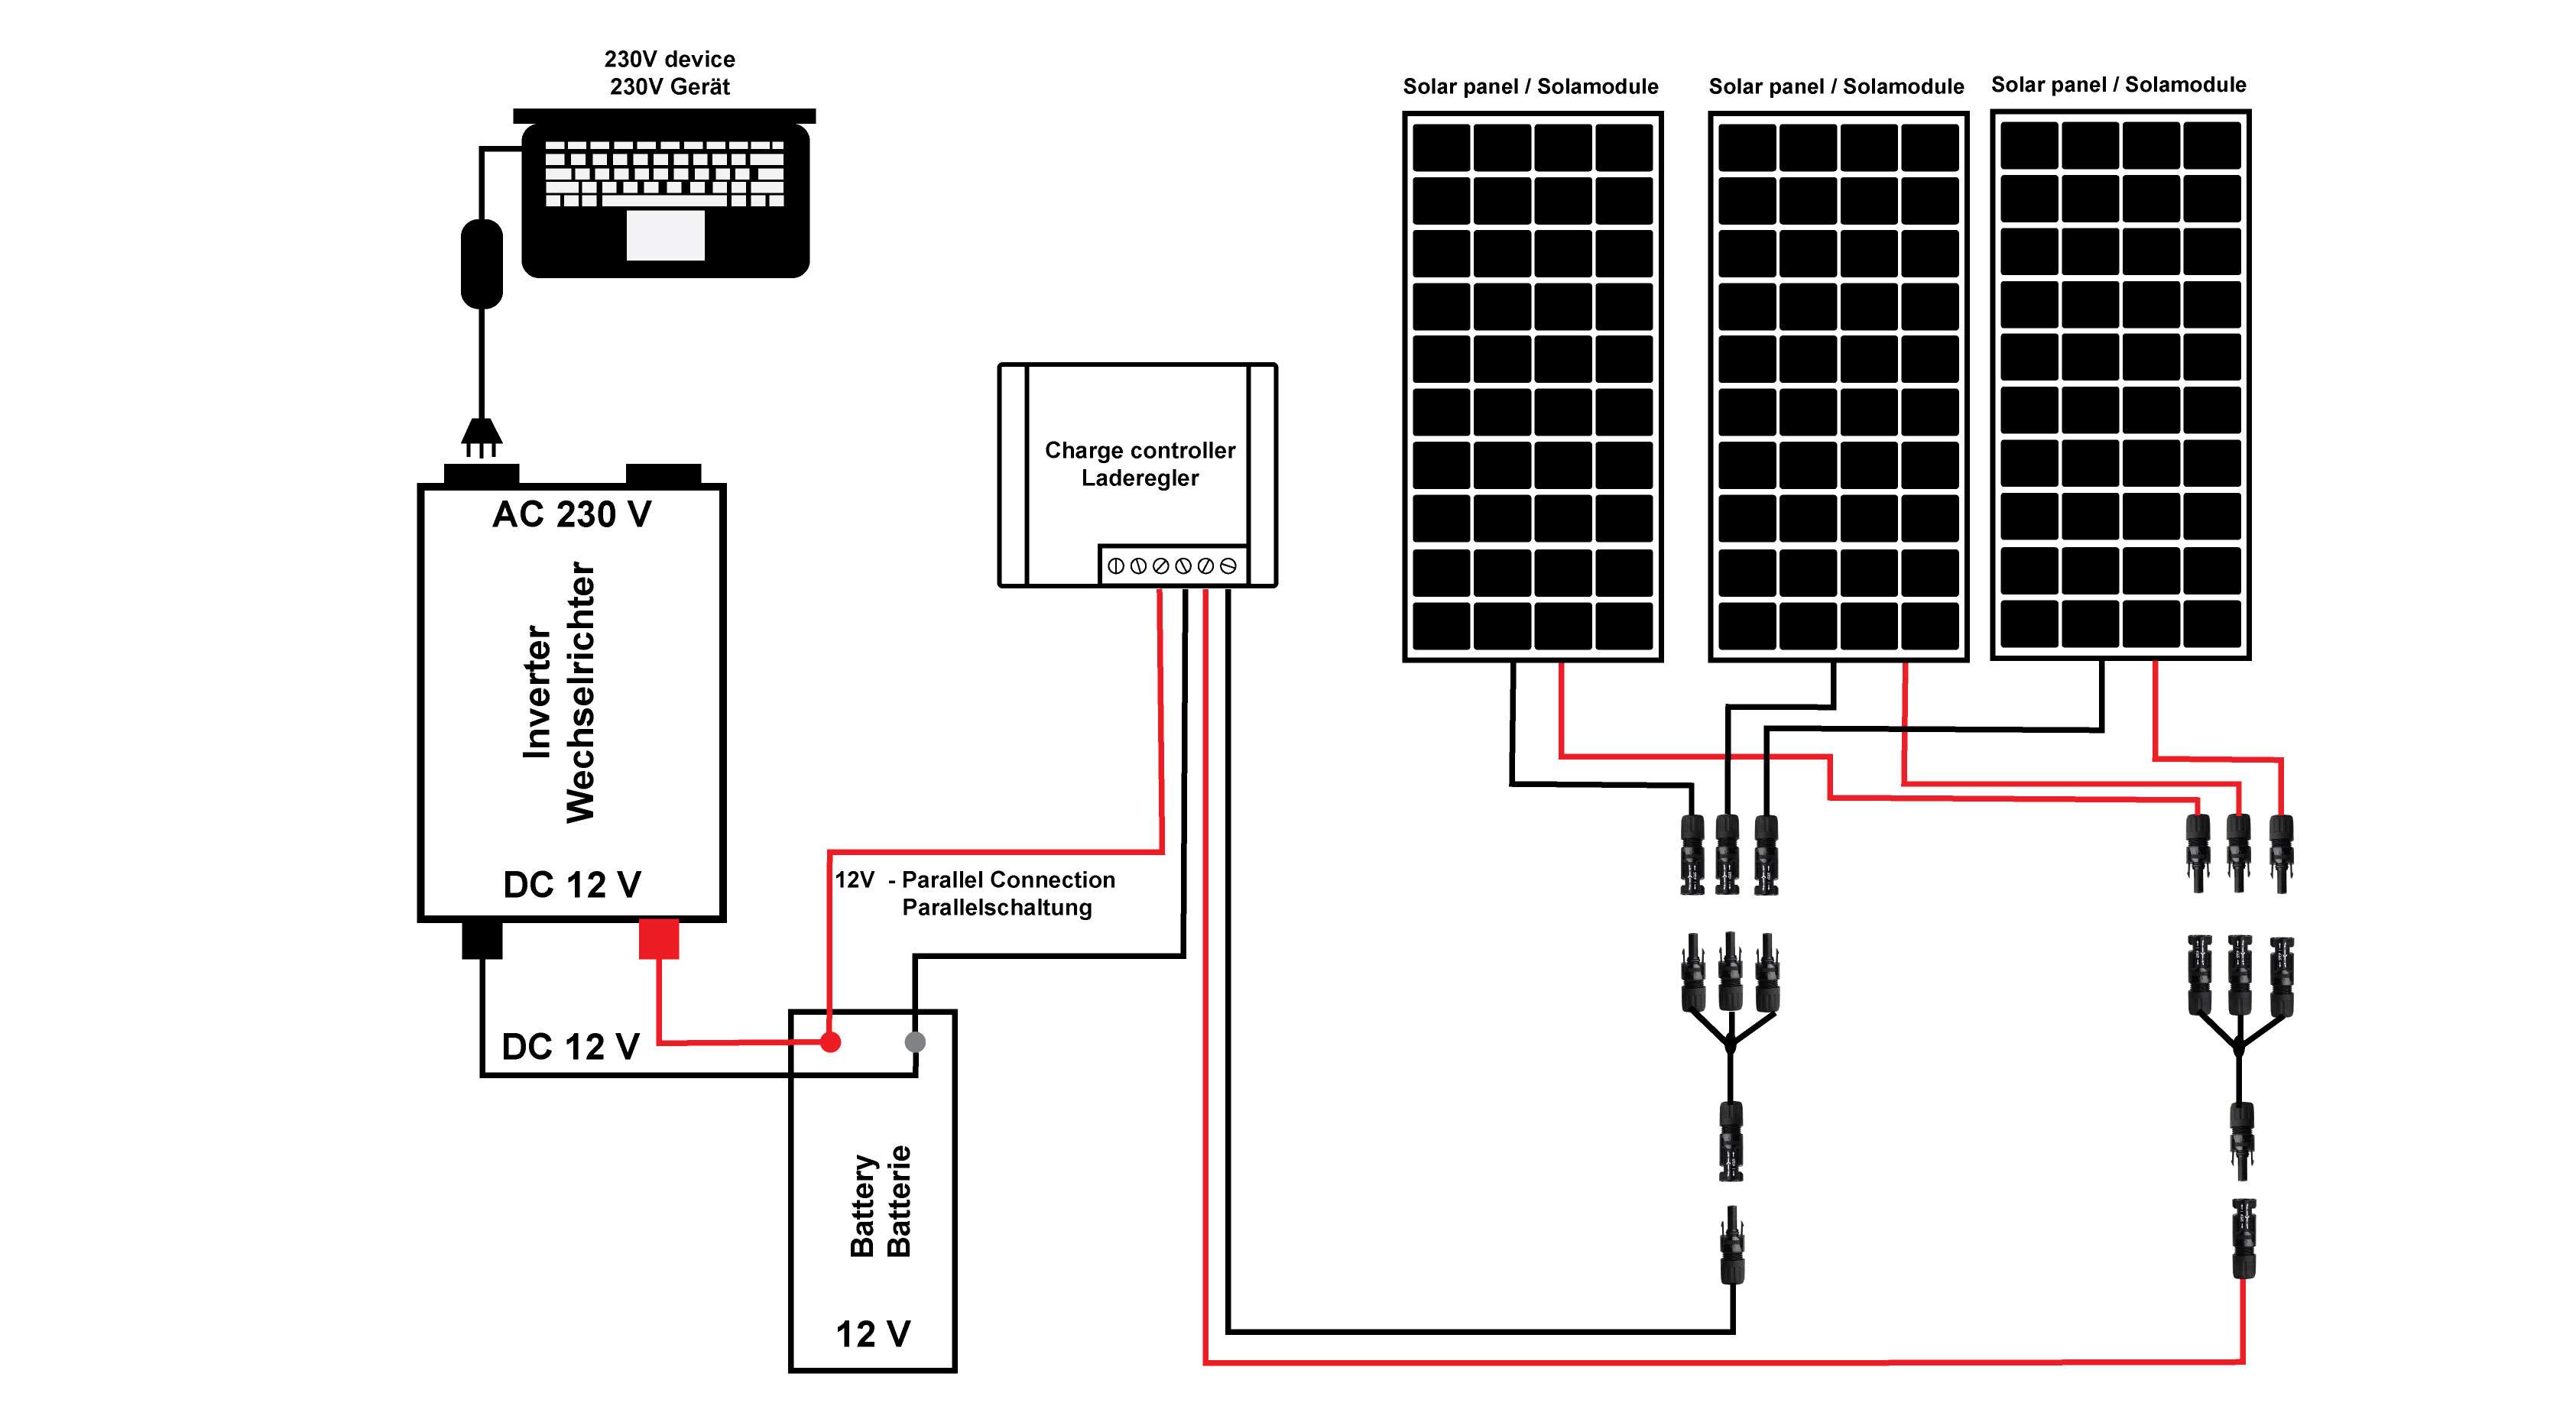 230V device
230V Gerät
Solar panel / Solamodule
Solar panel / Solamodule
Solar panel / Solamodule
Charge controller
Laderegler
AC 230 V
Inverter
Wechselrichter
DC 12 V
12V - Parallel Connection
Parallelschaltung
DC 12 V
Battery
Batterie
12 V